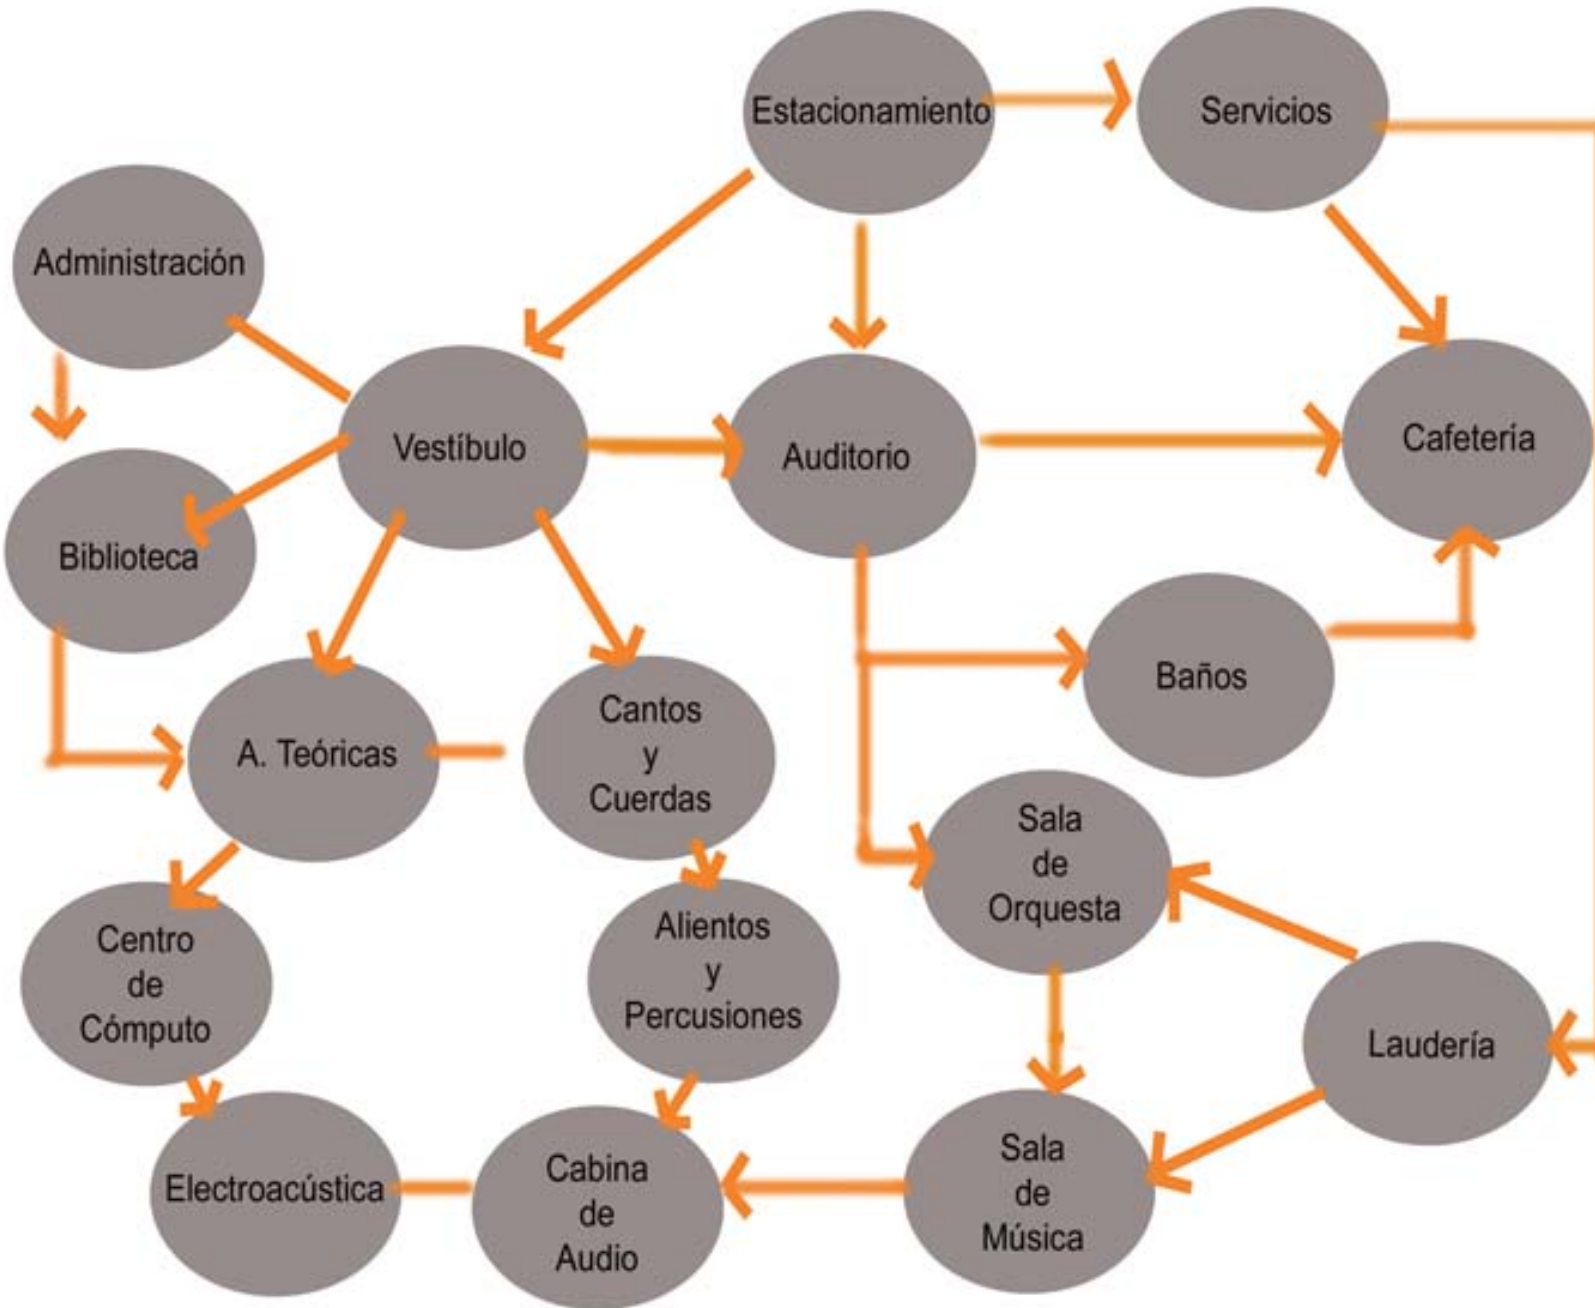 Estacionamiento
Servicios
Administración
Vestíbulo
Auditorio
Cafetería
Biblioteca
Baños
A. Teóricas
Cantos
y
Cuerdas
Sala
de
Orquesta
Centro
de
Cómputo
Alientos
y
Percusiones
Laudería
Electroacústica
Cabina
de
Audio
Sala
de
Música